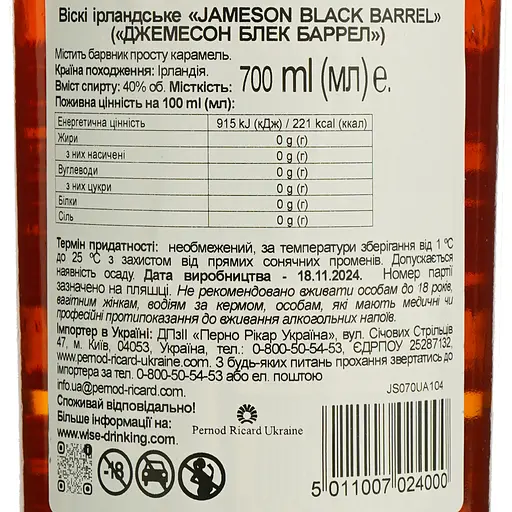 Віскі ірландське «JAMESON BLACK BARREL»
(«ДЖЕМЕСОН БЛЕК БАРРЕЛ»)
Містить барвник просту карамель.
Країна походження: Ірландія.
Вміст спирту: 40% об. Місткість: 700 ml (мл) e.
Поживна цінність на 100 ml (мл):
Енергетична цінність 915 kJ (кДж) / 221 kcal (ккал)
Жири 0 g (г)
з них насичені 0 g (г)
Вуглеводи 0 g (г)
з них цукри 0 g (г)
Білки 0 g (г)
Сіль 0 g (г)
Термін придатності: необмежений, за температури зберігання від 1 °C
до 25 °C з захистом від прямих сонячних променів. Допускається
наявність осаду. Дата виробництва - 18.11.2024. Номер партії
зазначено на пляшці. Не рекомендовано вживати особам до 18 років,
вагітним жінкам, водіям за кермом, особам, які мають медичні чи
професійні протипоказання до вживання алкогольних напоїв.
Імпортер в Україні: ДПзІІ «Перно Рікар Україна», вул. Січових Стрільців
47, м. Київ, 04053, Україна, тел.: 0-800-50-54-53, ЄДРПОУ 25287132,
www.pernod-ricard-ukraine.com. З будь-яких питань прохання звертатись до
імпортера за тел. 0-800-50-54-53 або ел. поштою
info.ua@pernod-ricard.com
JS070UA104
Споживай відповідально!
Більше інформації на:
www.wise-drinking.com
Pernod Ricard Ukraine
-18
5 011007 024000